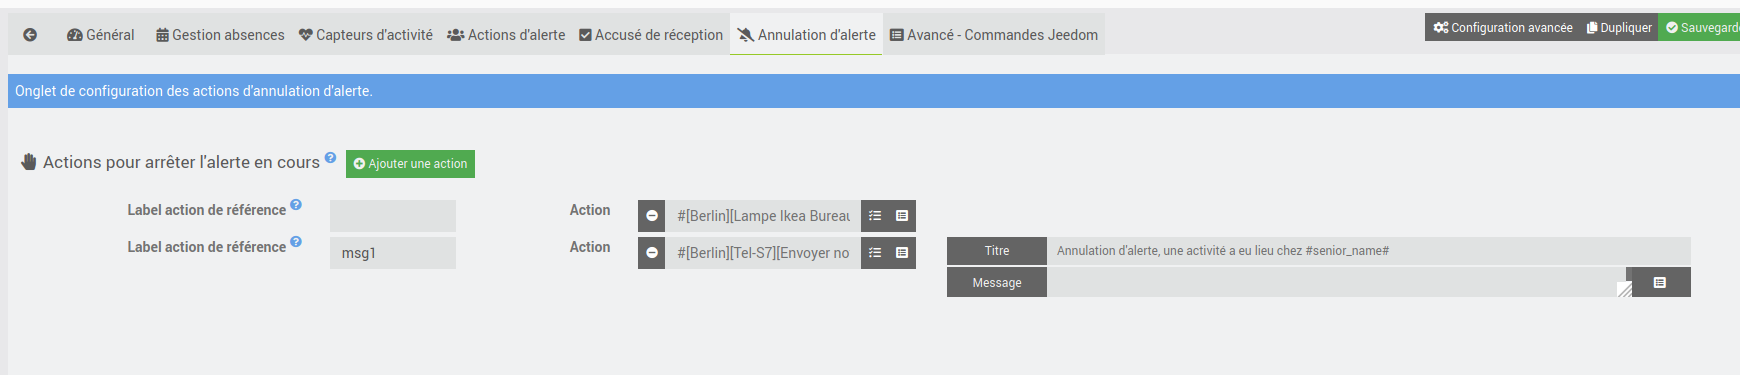 Général Gestion absences Capteurs d'activité Actions d'alerte Accusé de réception Annulation d'alerte Avancé - Commandes Jeedom Configuration avancée Dupliquer Sauvegard
Onglet de configuration des actions d'annulation d'alerte.
Actions pour arrêter l'alerte en cours ? Ajouter une action
Label action de référence ? Action #[Berlin][Lampe Ikea Bureau
Label action de référence ? msg1 Action #[Berlin][Tel-S7][Envoyer no Titre Annulation d'alerte, une activité a eu lieu chez #senior_name#
Message